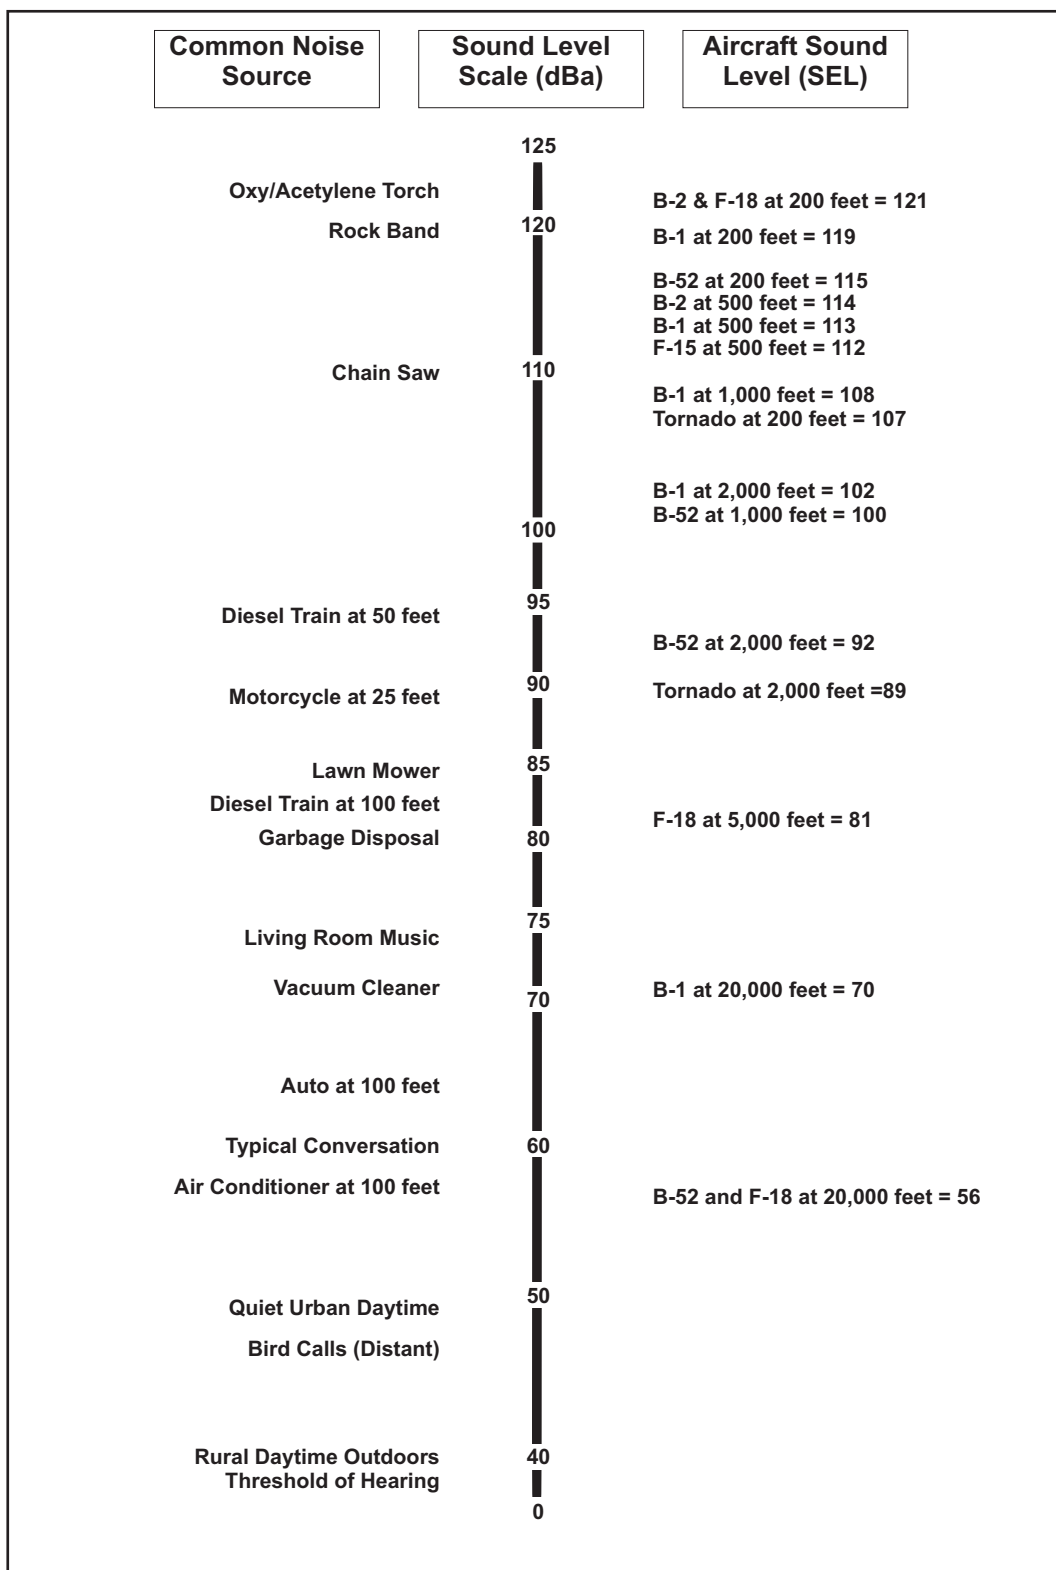 Common Noise
Source
Sound Level
Scale (dBa)
Aircraft Sound
Level (SEL)
125
Oxy/Acetylene Torch
B-2 & F-18 at 200 feet = 121
Rock Band
120
B-1 at 200 feet = 119
B-52 at 200 feet = 115
B-2 at 500 feet = 114
B-1 at 500 feet = 113
F-15 at 500 feet = 112
Chain Saw
110
B-1 at 1,000 feet = 108
Tornado at 200 feet = 107
B-1 at 2,000 feet = 102
B-52 at 1,000 feet = 100
100
95
Diesel Train at 50 feet
B-52 at 2,000 feet = 92
90
Motorcycle at 25 feet
Tornado at 2,000 feet =89
85
Lawn Mower
Diesel Train at 100 feet
F-18 at 5,000 feet = 81
Garbage Disposal
80
75
Living Room Music
Vacuum Cleaner
B-1 at 20,000 feet = 70
70
Auto at 100 feet
Typical Conversation
60
Air Conditioner at 100 feet
B-52 and F-18 at 20,000 feet = 56
50
Quiet Urban Daytime
Bird Calls (Distant)
Rural Daytime Outdoors
40
Threshold of Hearing
0